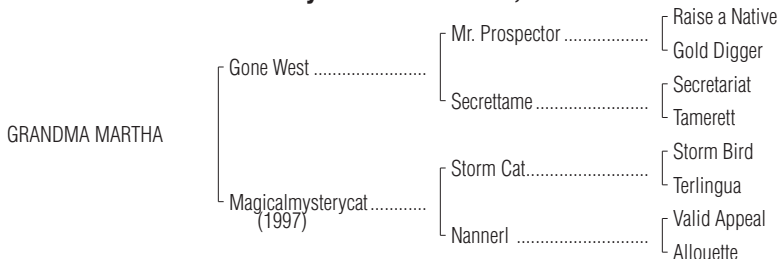 Raise a Native
Mr. Prospector ..................
Gold Digger
Gone West ........................
Secretariat
Secrettame ........................
Tamerett
GRANDMA MARTHA
Storm Bird
Storm Cat..........................
Terlingua
Magicalmysterycat ............
(1997)
Valid Appeal
Nannerl ............................
Allouette